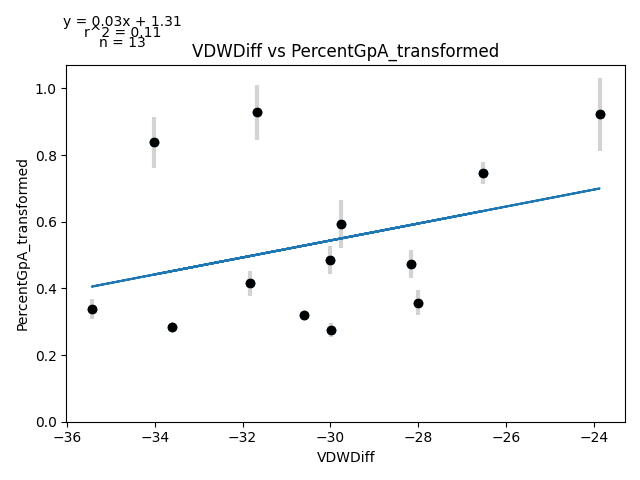 y = 0.03x + 1.31
r^2 = 0.11
n = 13
VDWDiff vs PercentGpA_transformed
PercentGpA_transformed
1.0
0.8
0.6
0.4
0.2
0.0
−36 −34 −32 −30 −28 −26 −24
VDWDiff